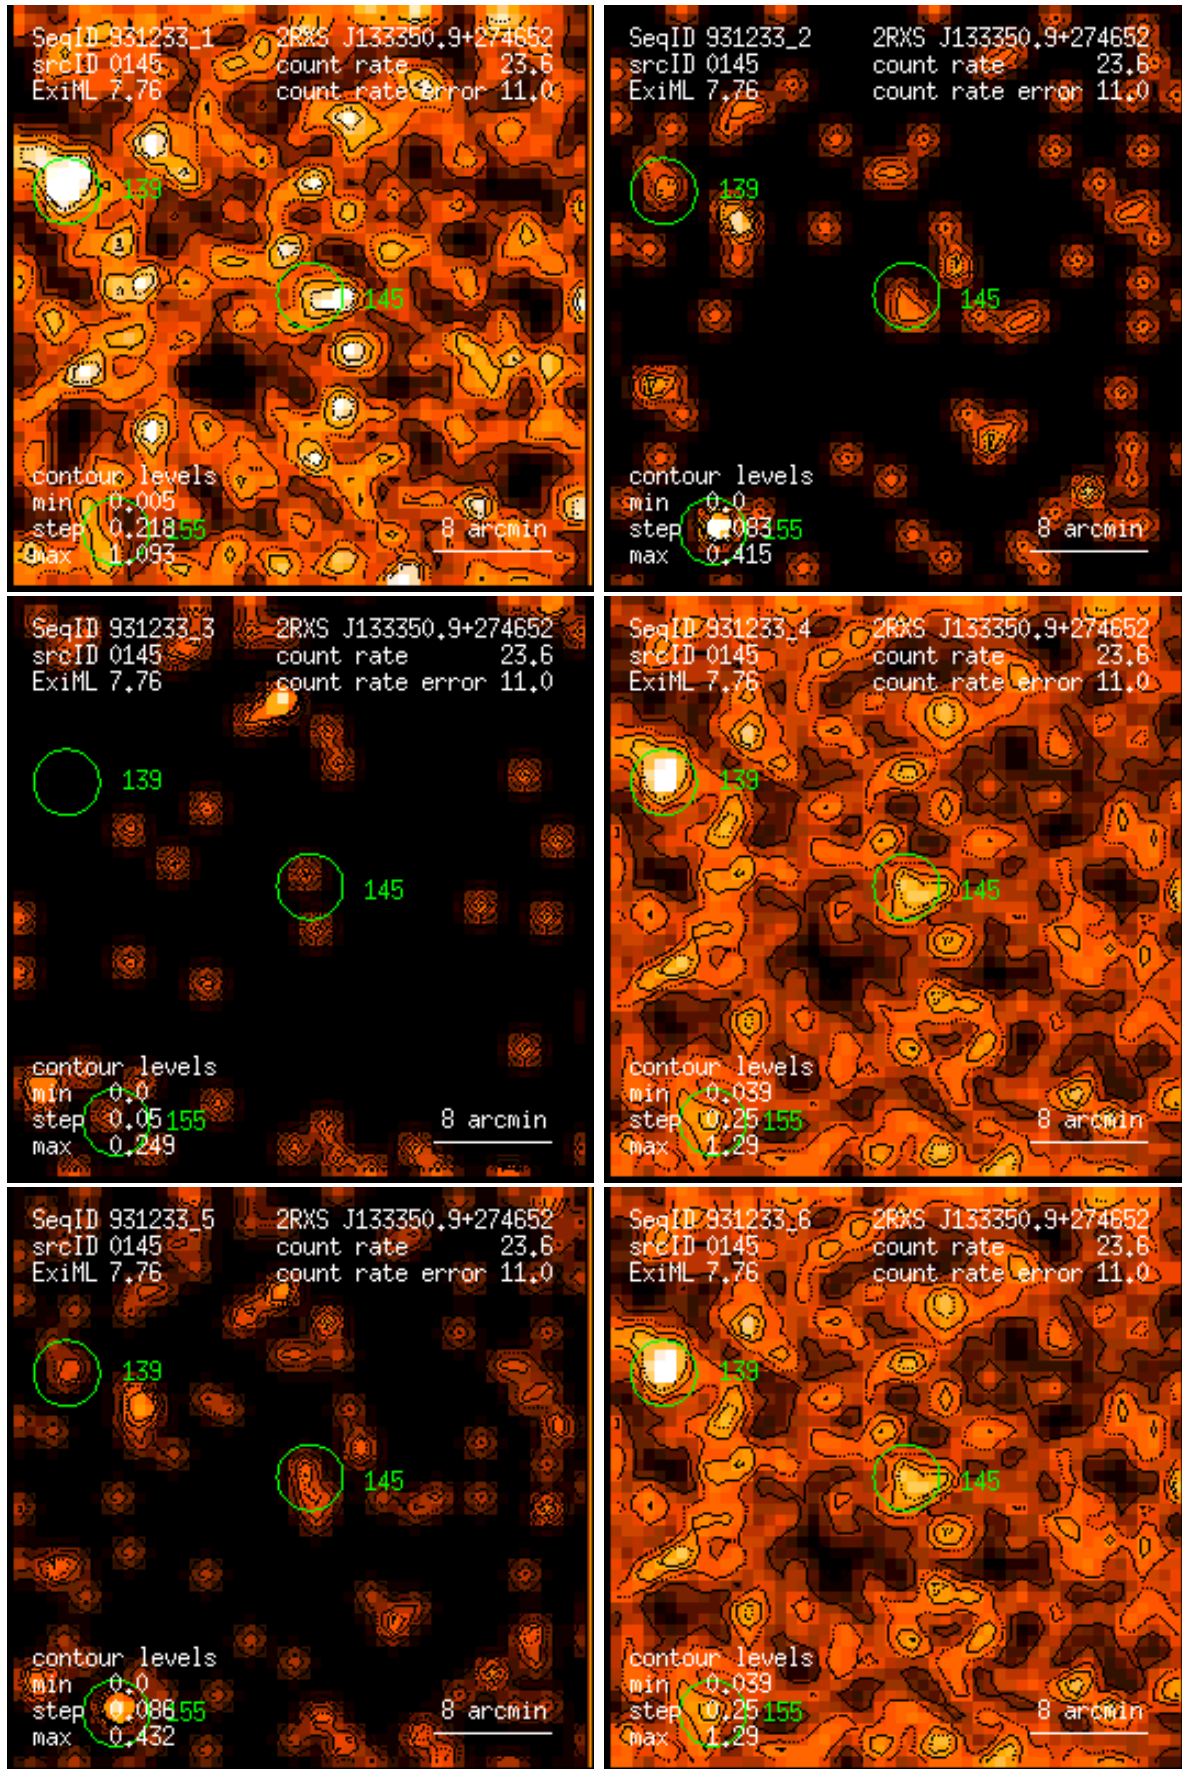 SeqID 931233_1 2RXS J133350.9+274652
srcID 0145 count rate 23.6
ExiML 7.76 count rate error 11.0
139
145
contour levels
min 0.005
step 0.218 155 8 arcmin
max 1.093
SeqID 931233_2 2RXS J133350.9+274652
srcID 0145 count rate 23.6
ExiML 7.76 count rate error 11.0
139
145
contour levels
min 0.0
step 0.083 155 8 arcmin
max 0.415
SeqID 931233_3 2RXS J133350.9+274652
srcID 0145 count rate 23.6
ExiML 7.76 count rate error 11.0
139
145
contour levels
min 0.0
step 0.05 155 8 arcmin
max 0.249
SeqID 931233_4 2RXS J133350.9+274652
srcID 0145 count rate 23.6
ExiML 7.76 count rate error 11.0
139
145
contour levels
min 0.039
step 0.25 155 8 arcmin
max 1.29
SeqID 931233_5 2RXS J133350.9+274652
srcID 0145 count rate 23.6
ExiML 7.76 count rate error 11.0
139
145
contour levels
min 0.0
step 0.086 155 8 arcmin
max 0.432
SeqID 931233_6 2RXS J133350.9+274652
srcID 0145 count rate 23.6
ExiML 7.76 count rate error 11.0
139
145
contour levels
min 0.039
step 0.25 155 8 arcmin
max 1.29